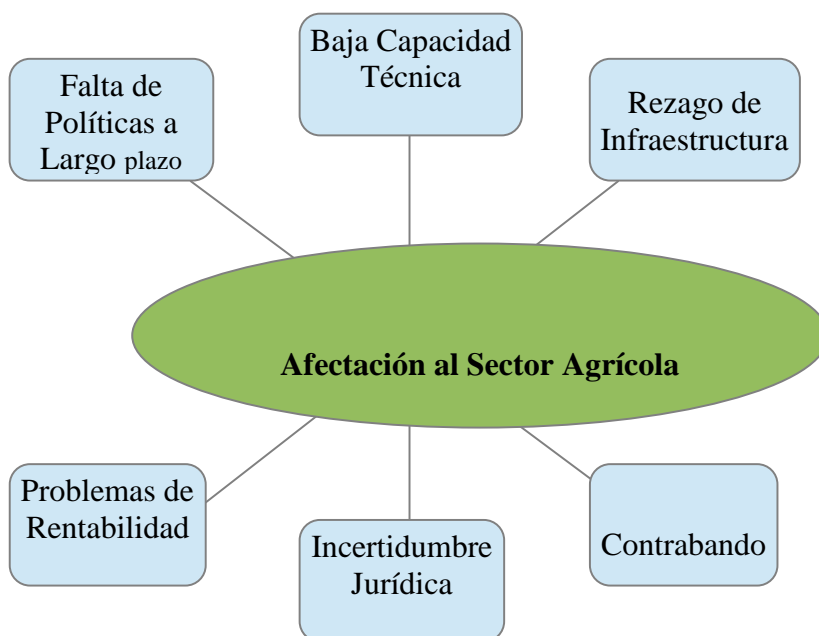 Falta de
Políticas a
Largo plazo
Baja Capacidad
Técnica
Rezago de
Infraestructura
Afectación al Sector Agrícola
Problemas de
Rentabilidad
Incertidumbre
Jurídica
Contrabando